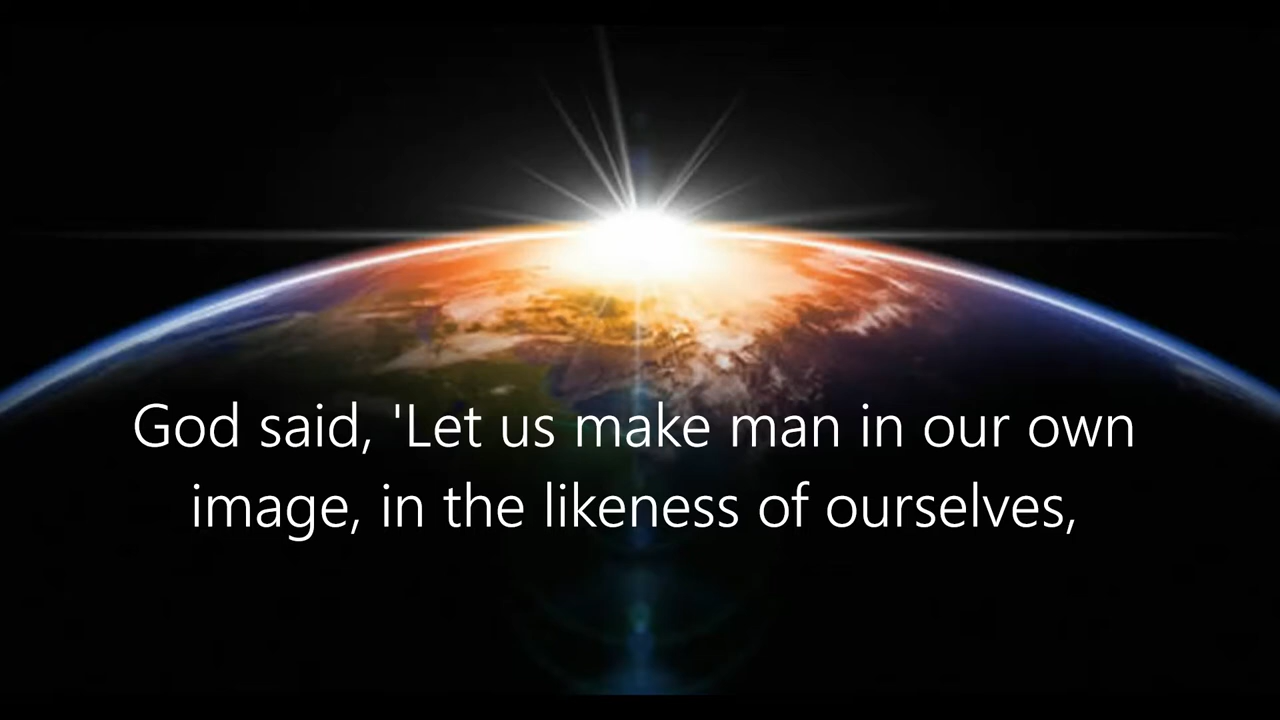 God said, 'Let us make man in our own
image, in the likeness of ourselves,